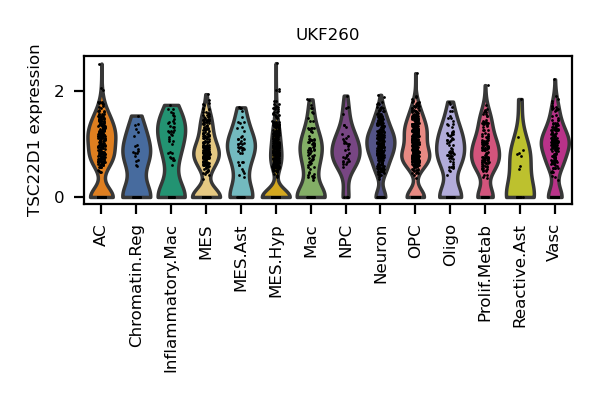 UKF260
TSC22D1 expression
2
0
AC
Chromatin.Reg
Inflammatory.Mac
MES
MES.Ast
MES.Hyp
Mac
NPC
Neuron
OPC
Oligo
Prolif.Metab
Reactive.Ast
Vasc